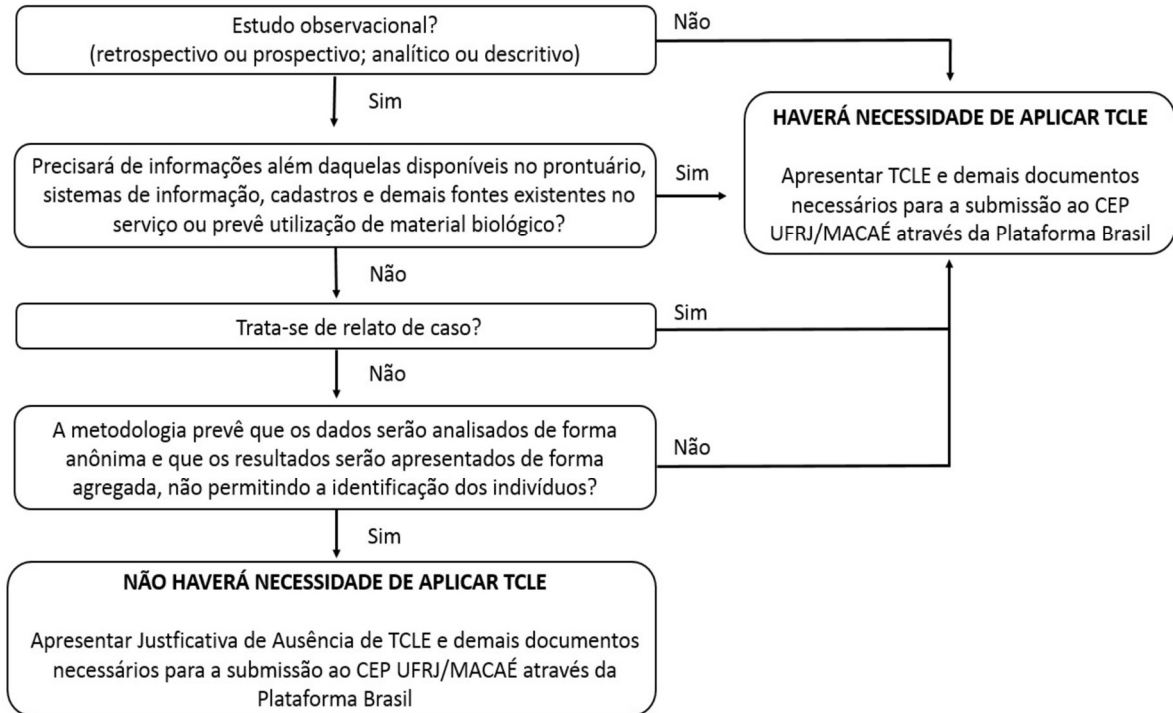 Estudo observacional?
(retrospectivo ou prospectivo; analítico ou descritivo)
Não
Sim
HAVERÁ NECESSIDADE DE APLICAR TCLE
Apresentar TCLE e demais documentos
necessários para a submissão ao CEP
UFRJ/MACAÉ através da Plataforma Brasil
Precisará de informações além daquelas disponíveis no prontuário,
sistemas de informação, cadastros e demais fontes existentes no
serviço ou prevê utilização de material biológico?
Sim
Não
Trata-se de relato de caso?
Sim
Não
A metodologia prevê que os dados serão analisados de forma
anônima e que os resultados serão apresentados de forma
agregada, não permitindo a identificação dos indivíduos?
Não
Sim
NÃO HAVERÁ NECESSIDADE DE APLICAR TCLE
Apresentar Justficativa de Ausência de TCLE e demais documentos
necessários para a submissão ao CEP UFRJ/MACAÉ através da
Plataforma Brasil